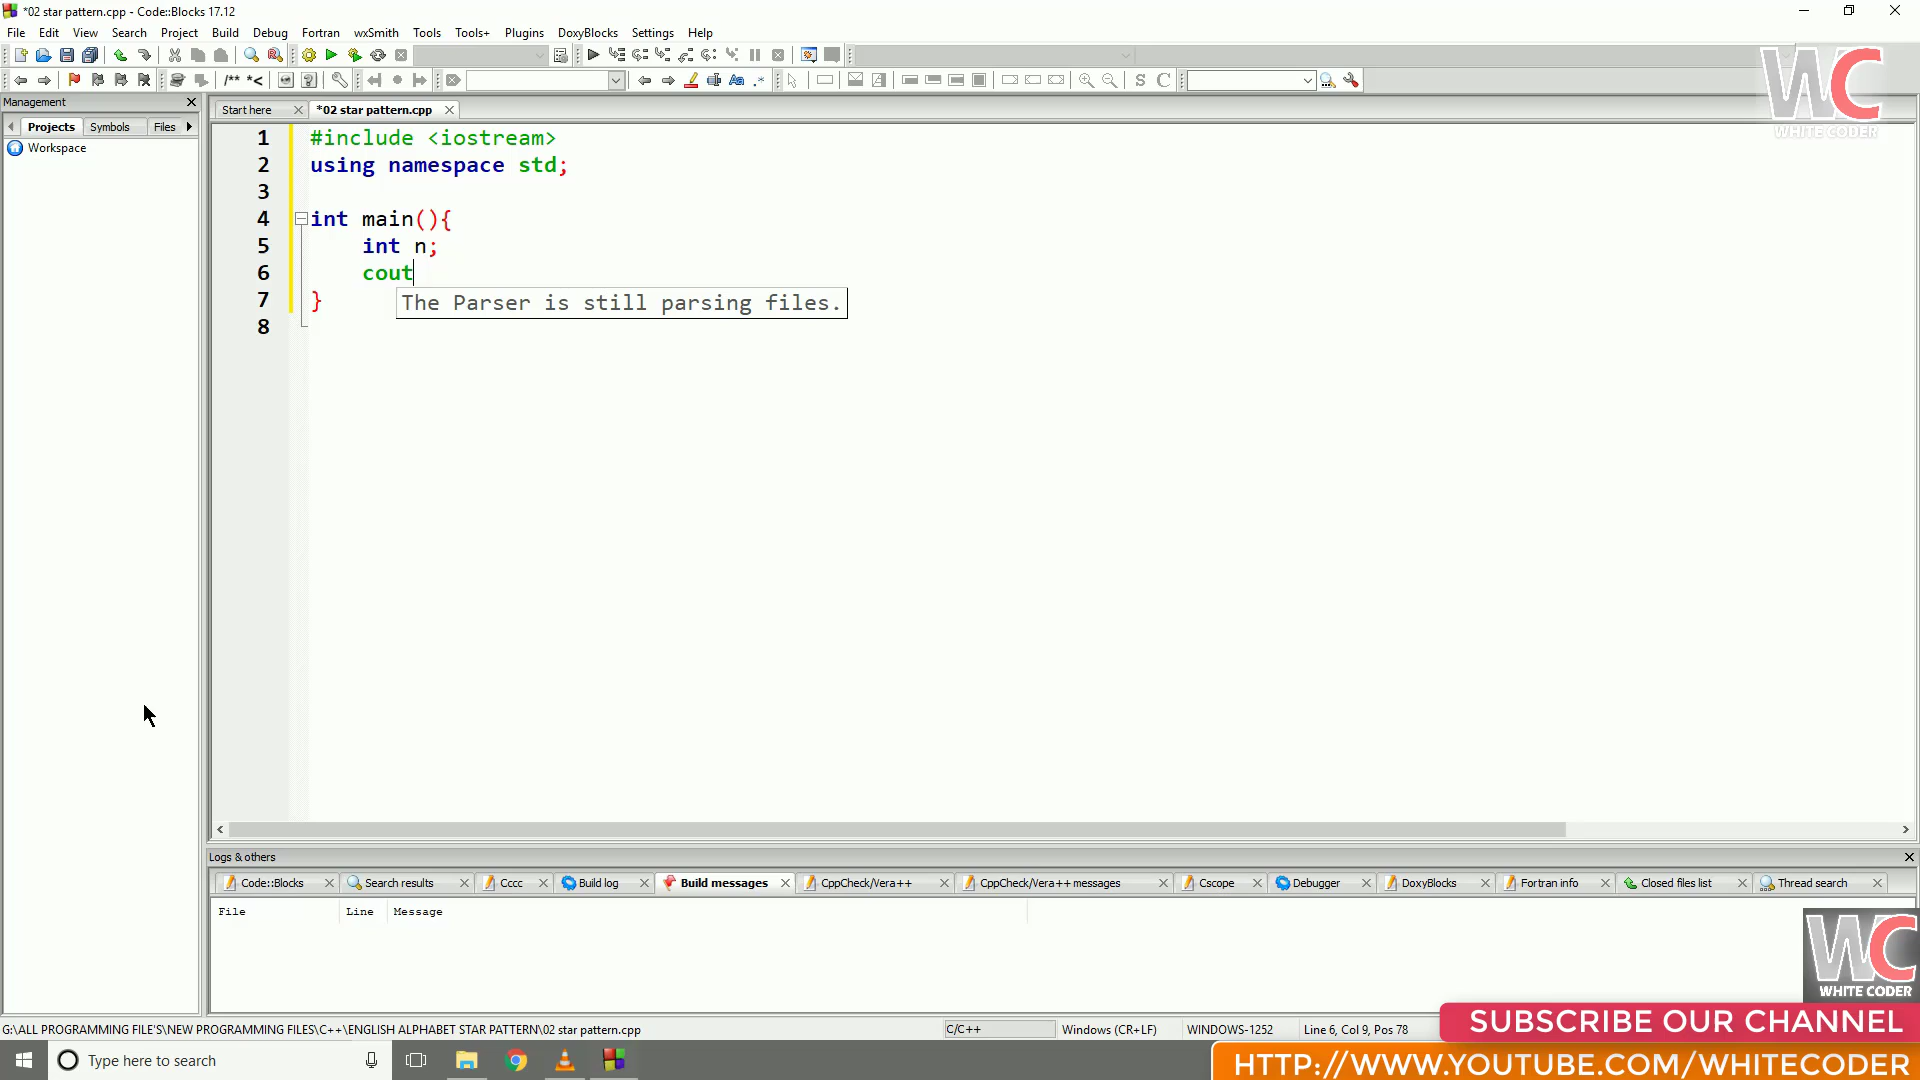 *02 star pattern.cpp - Code::Blocks 17.12
File Edit View Search Project Build Debug Fortran wxSmith Tools Tools+ Plugins DoxyBlocks Settings Help
/** *<
S C
WC
WHITE CODER
Management
Projects Symbols Files
Workspace
Start here *02 star pattern.cpp
1 #include <iostream>
2 using namespace std;
3
4 int main(){
5 int n;
6 cout
The Parser is still parsing files.
7 }
8
Logs & others
Code::Blocks Search results Cccc Build log Build messages CppCheck/Vera++ CppCheck/Vera++ messages Cscope Debugger DoxyBlocks Fortran info Closed files list Thread search
File Line Message
WC
WHITE CODER
G:\ALL PROGRAMMING FILE'S\NEW PROGRAMMING FILES\C++\ENGLISH ALPHABET STAR PATTERN\02 star pattern.cpp C/C++ Windows (CR+LF) WINDOWS-1252 Line 6, Col 9, Pos 78
SUBSCRIBE OUR CHANNEL
Type here to search
HTTP://WWW.YOUTUBE.COM/WHITECODER